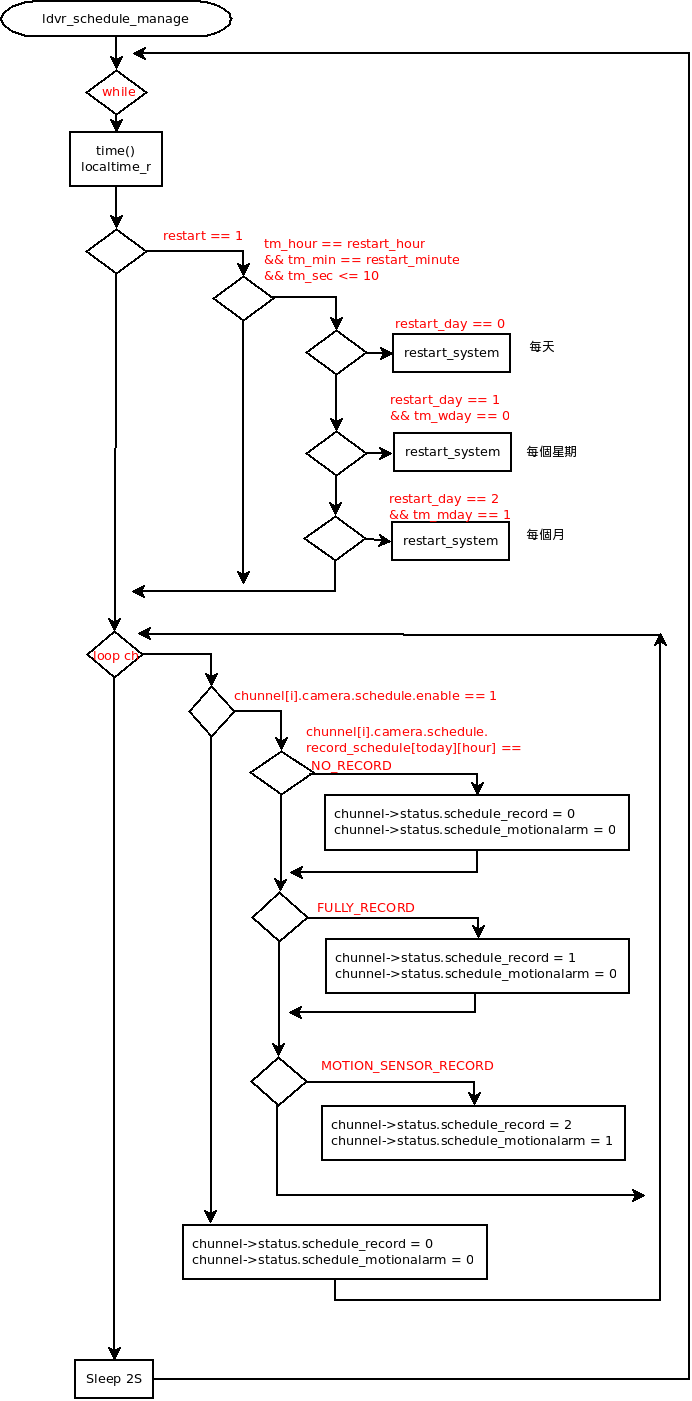 ldvr_schedule_manage
while
time()
localtime_r
restart == 1
tm_hour == restart_hour
&& tm_min == restart_minute
&& tm_sec <= 10
restart_day == 0
restart_system
每天
restart_day == 1
&& tm_wday == 0
restart_system
每個星期
restart_day == 2
&& tm_mday == 1
restart_system
每個月
loop ch
chunnel[i].camera.schedule.enable == 1
chunnel[i].camera.schedule.
record_schedule[today][hour] ==
NO_RECORD
chunnel->status.schedule_record = 0
chunnel->status.schedule_motionalarm = 0
FULLY_RECORD
chunnel->status.schedule_record = 1
chunnel->status.schedule_motionalarm = 0
MOTION_SENSOR_RECORD
chunnel->status.schedule_record = 2
chunnel->status.schedule_motionalarm = 1
chunnel->status.schedule_record = 0
chunnel->status.schedule_motionalarm = 0
Sleep 2S